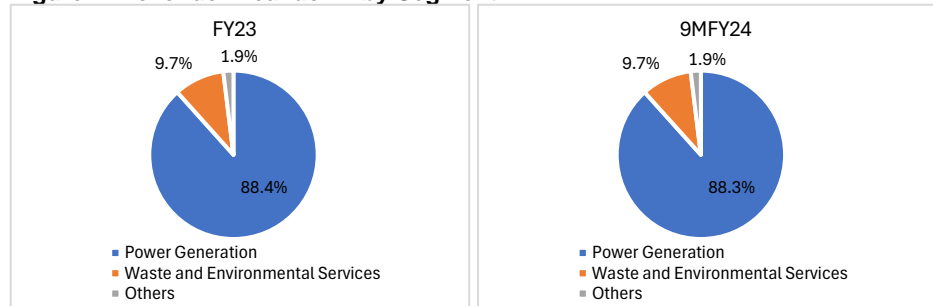 FY23
9.7%
1.9%
88.4%
Power Generation
Waste and Environmental Services
Others
9MFY24
9.7%
1.9%
88.3%
Power Generation
Waste and Environmental Services
Others